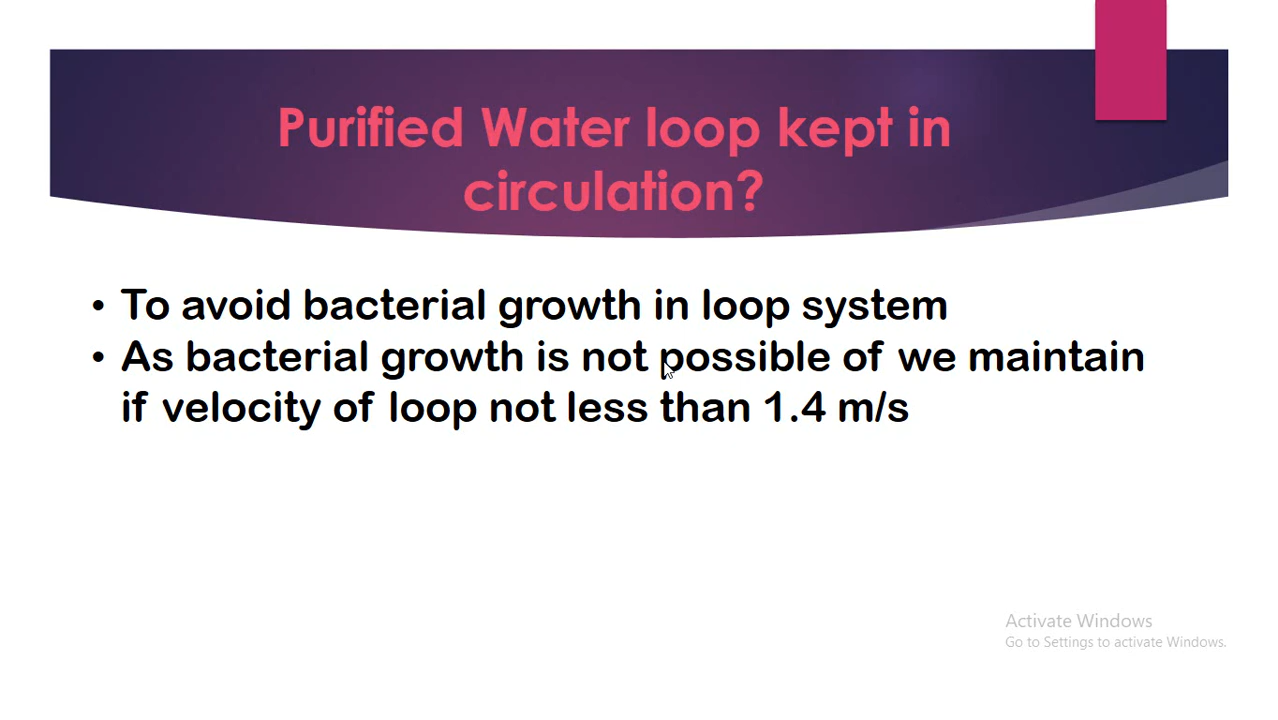 Purified Water loop kept in
circulation?
• To avoid bacterial growth in loop system
• As bacterial growth is not possible of we maintain
if velocity of loop not less than 1.4 m/s
Activate Windows
Go to Settings to activate Windows.